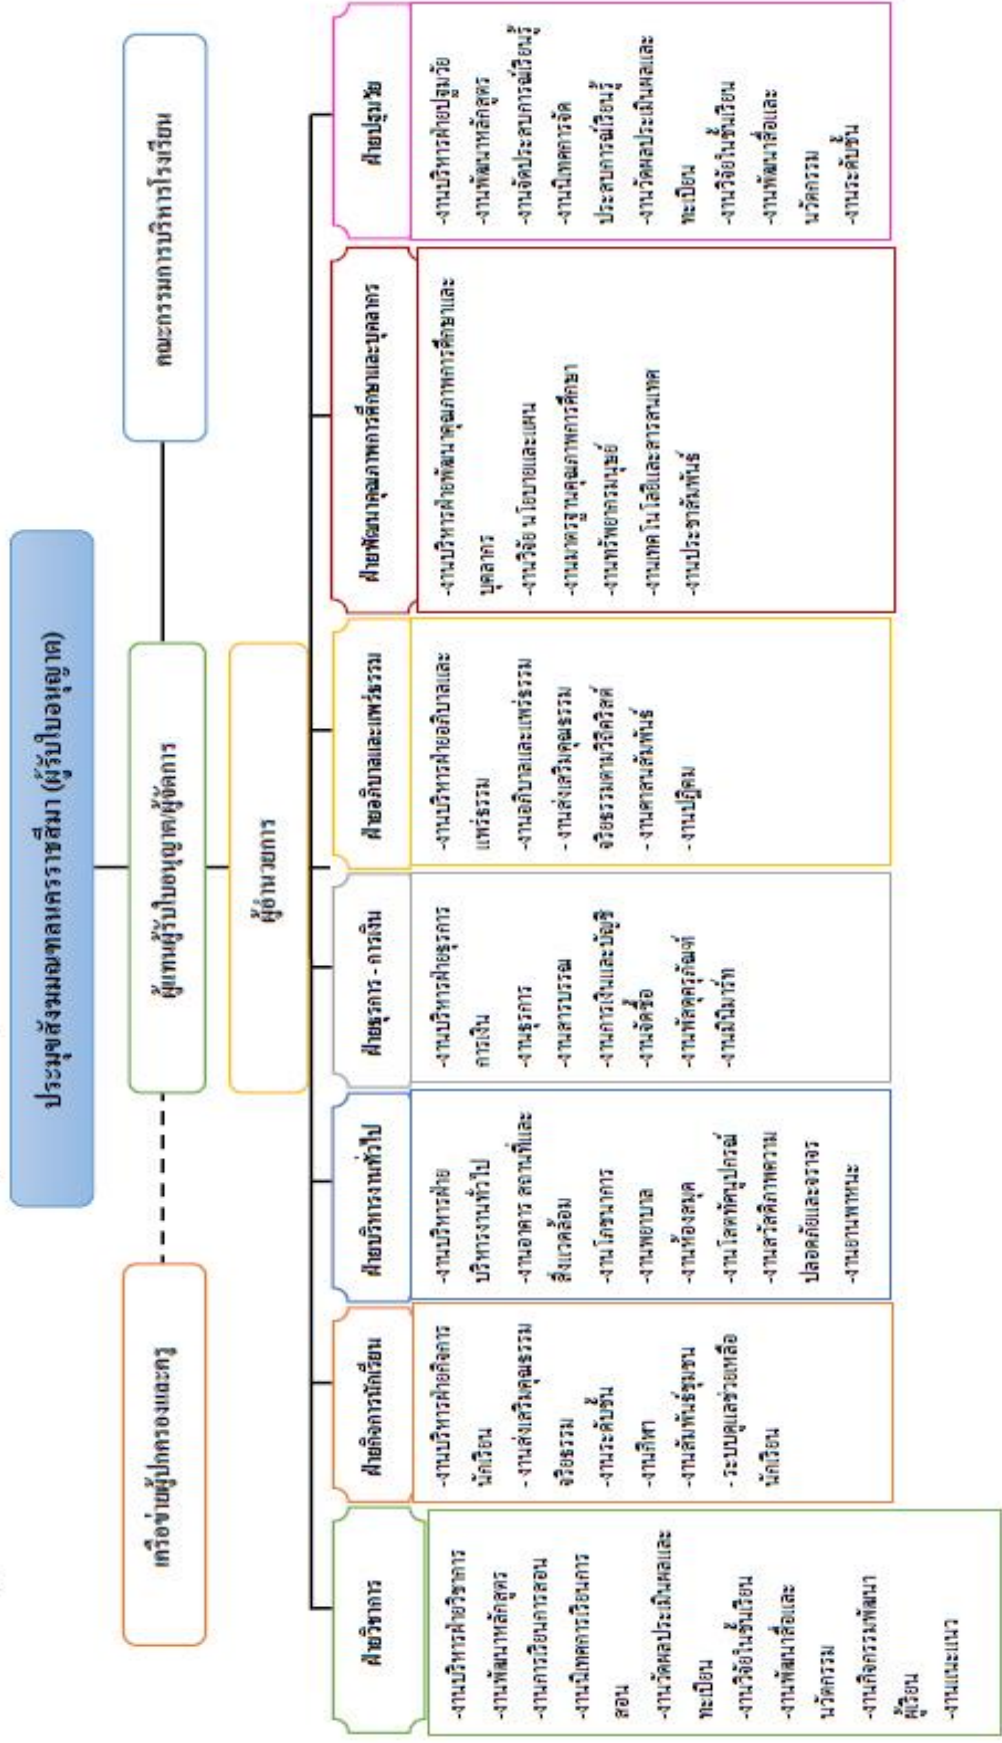 ประมุขสังฆมณฑลนครราชสีมา (ผู้รับใบอนุญาต)
เครือข่ายผู้ปกครองและครู
ผู้แทนผู้รับใบอนุญาต/ผู้จัดการ
คณะกรรมการบริหารโรงเรียน
ผู้อำนวยการ
ฝ่ายวิชาการ
-งานบริหารฝ่ายวิชาการ
-งานพัฒนาหลักสูตร
-งานการเรียนการสอน
-งานนิเทศการเรียนการ
สอน
-งานวัดผลประเมินผลและ
ทะเบียน
-งานวิจัยในชั้นเรียน
-งานพัฒนาสื่อและ
นวัตกรรม
-งานกิจกรรมพัฒนา
ผู้เรียน
-งานแนะแนว
ฝ่ายกิจการนักเรียน
-งานบริหารฝ่ายกิจการ
นักเรียน
- งานส่งเสริมคุณธรรม
จริยธรรม
-งานระดับชั้น
-งานกีฬา
-งานสัมพันธ์ชุมชน
- ระบบดูแลช่วยเหลือ
นักเรียน
ฝ่ายบริหารงานทั่วไป
-งานบริหารฝ่าย
บริหารงานทั่วไป
-งานอาคาร สถานที่และ
สิ่งแวดล้อม
-งานโภชนาการ
-งานพยาบาล
-งานห้องสมุด
-งานโสตทัศนูปกรณ์
-งานสวัสดิภาพความ
ปลอดภัยและจราจร
-งานยานพาหนะ
ฝ่ายธุรการ - การเงิน
-งานบริหารฝ่ายธุรการ
การเงิน
-งานธุรการ
-งานสารบรรณ
-งานการเงินและบัญชี
-งานจัดซื้อ
-งานพัสดุครุภัณฑ์
-งานมินิมาร์ท
ฝ่ายอภิบาลและแพร่ธรรม
-งานบริหารฝ่ายอภิบาลและ
แพร่ธรรม
-งานอภิบาลและแพร่ธรรม
- งานส่งเสริมคุณธรรม
จริยธรรมตามวิถีคริสต์
- งานศาสนสัมพันธ์
- งานปฏิคม
ฝ่ายพัฒนาคุณภาพการศึกษาและบุคลากร
-งานบริหารฝ่ายพัฒนาคุณภาพการศึกษาและ
บุคลากร
-งานวิจัย นโยบายและแผน
-งานมาตรฐานคุณภาพการศึกษา
-งานทรัพยากรมนุษย์
-งานเทคโนโลยีและสารสนเทศ
-งานประชาสัมพันธ์
ฝ่ายปฐมวัย
-งานบริหารฝ่ายปฐมวัย
-งานพัฒนาหลักสูตร
-งานจัดประสบการณ์เรียนรู้
-งานนิเทศการจัด
ประสบการณ์เรียนรู้
-งานวัดผลประเมินผลและ
ทะเบียน
-งานวิจัยในชั้นเรียน
-งานพัฒนาสื่อและ
นวัตกรรม
-งานระดับชั้น